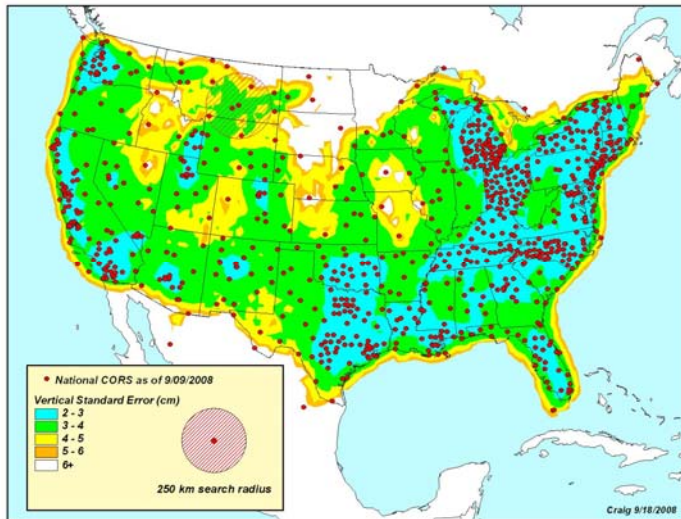 National CORS as of 9/09/2008
Vertical Standard Error (cm)
2 - 3
3 - 4
4 - 5
5 - 6
6+
250 km search radius
Craig 9/18/2008